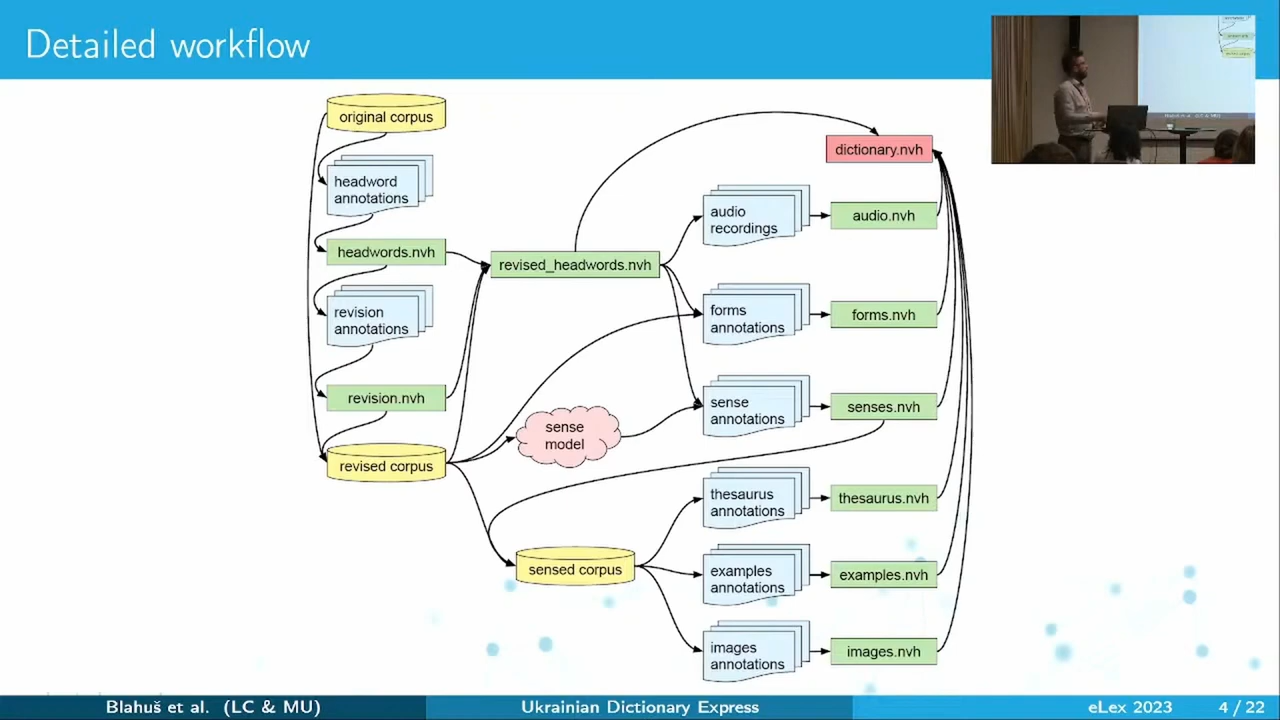 Detailed workflow
original corpus
headword
annotations
headwords.nvh
revision
annotations
revision.nvh
revised corpus
revised_headwords.nvh
sense
model
sensed corpus
dictionary.nvh
audio
recordings
audio.nvh
forms
annotations
forms.nvh
sense
annotations
senses.nvh
thesaurus
annotations
thesaurus.nvh
examples
annotations
examples.nvh
images
annotations
images.nvh
Blahuš et al. (LC & MU)
Ukrainian Dictionary Express
eLex 2023
4 / 22